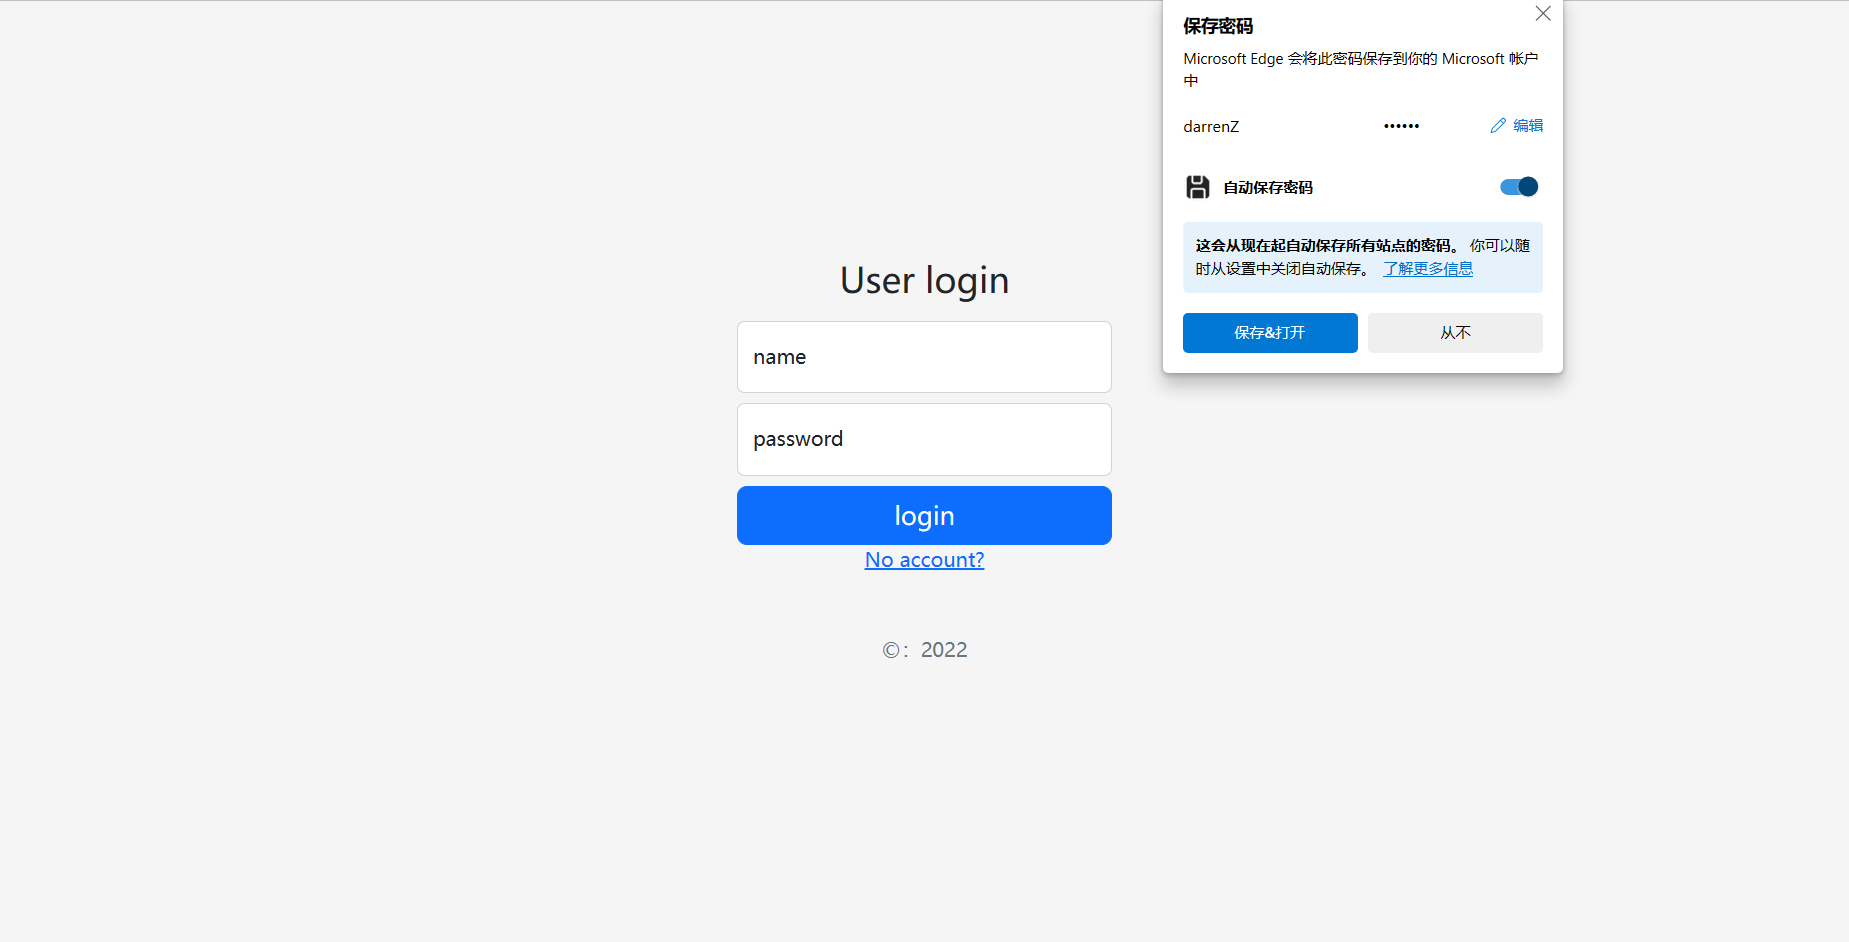 保存密码
Microsoft Edge 会将此密码保存到你的 Microsoft 帐户
中
darrenZ •••••• 编辑
自动保存密码
这会从现在起自动保存所有站点的密码。 你可以随
时从设置中关闭自动保存。 了解更多信息
保存&打开 从不
User login
name
password
login
No account?
©：2022